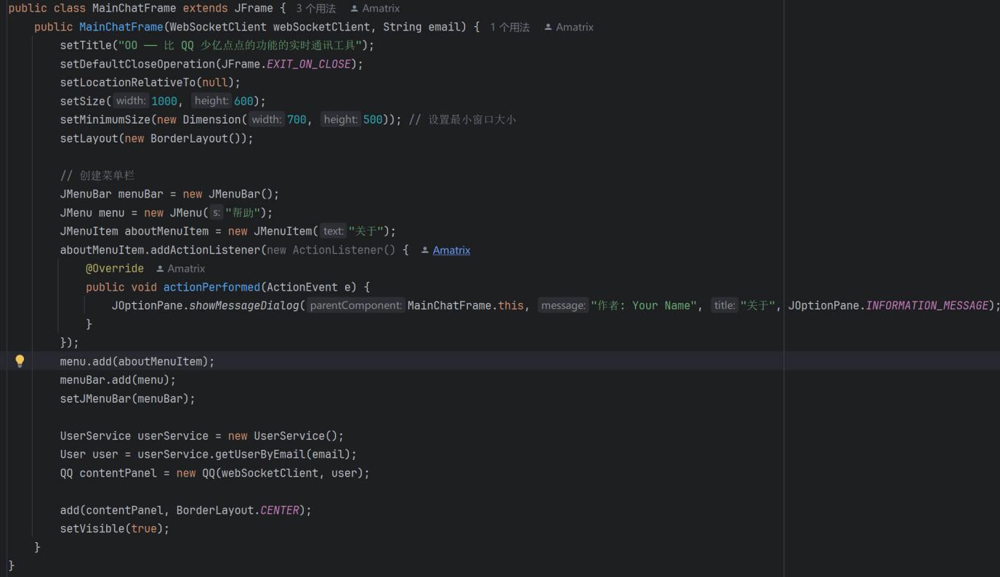 public class MainChatFrame extends JFrame { 3 个用法 Amatrix
public MainChatFrame(WebSocketClient webSocketClient, String email) { 1 个用法 Amatrix
setTitle("OO —— 比 QQ 少亿点点的功能的实时通讯工具");
setDefaultCloseOperation(JFrame.EXIT_ON_CLOSE);
setLocationRelativeTo(null);
setSize( width: 1000, height: 600);
setMinimumSize(new Dimension( width: 700, height: 500)); // 设置最小窗口大小
setLayout(new BorderLayout());
// 创建菜单栏
JMenuBar menuBar = new JMenuBar();
JMenu menu = new JMenu( s: "帮助");
JMenuItem aboutMenuItem = new JMenuItem( text: "关于");
aboutMenuItem.addActionListener(new ActionListener() { Amatrix
@Override Amatrix
public void actionPerformed(ActionEvent e) {
JOptionPane.showMessageDialog( parentComponent: MainChatFrame.this, message: "作者: Your Name", title: "关于", JOptionPane.INFORMATION_MESSAGE);
}
});
menu.add(aboutMenuItem);
menuBar.add(menu);
setJMenuBar(menuBar);
UserService userService = new UserService();
User user = userService.getUserByEmail(email);
QQ contentPanel = new QQ(webSocketClient, user);
add(contentPanel, BorderLayout.CENTER);
setVisible(true);
}
}